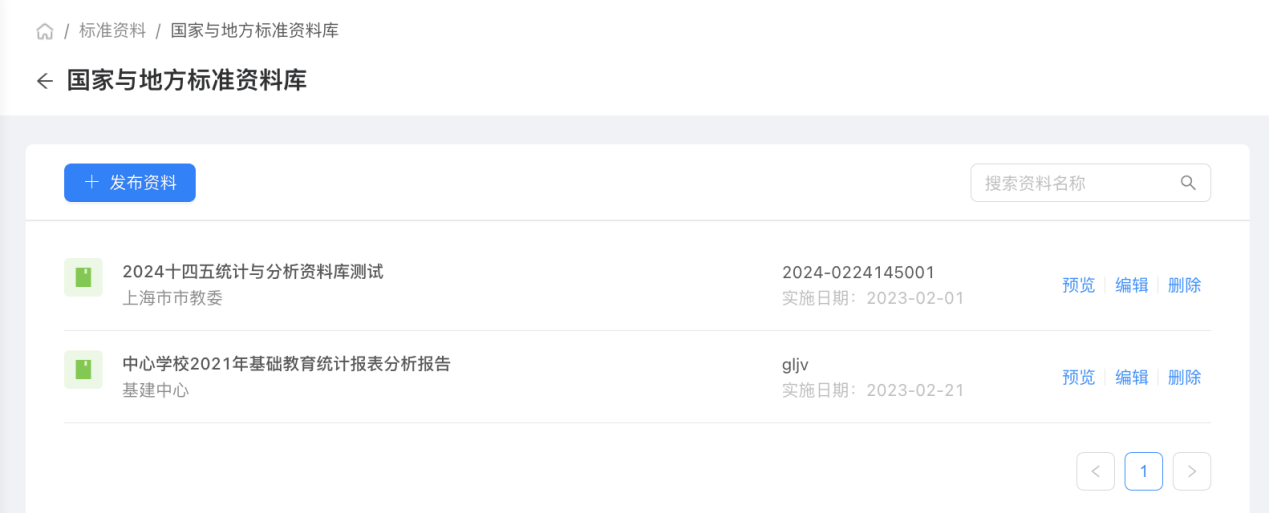 / 标准资料 / 国家与地方标准资料库
← 国家与地方标准资料库
+ 发布资料
搜索资料名称
2024十四五统计与分析资料库测试
上海市市教委
2024-0224145001
实施日期：2023-02-01
预览 编辑 删除
中心学校2021年基础教育统计报表分析报告
基建中心
gljv
实施日期：2023-02-21
预览 编辑 删除
< 1 >